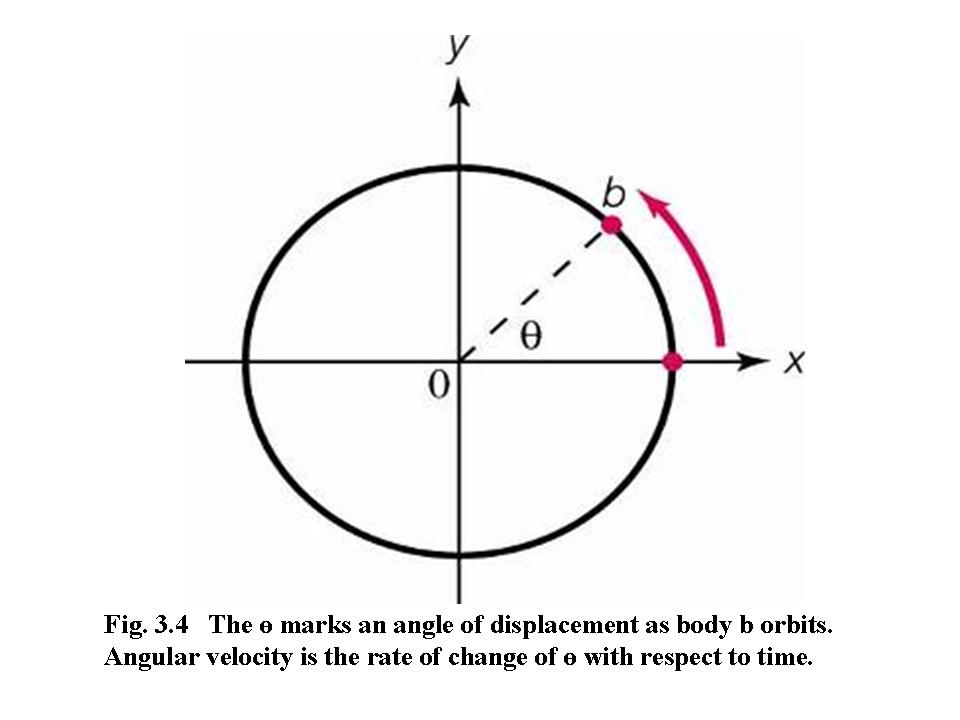 y
b
θ
x
0
Fig. 3.4 The ɵ marks an angle of displacement as body b orbits.
Angular velocity is the rate of change of ɵ with respect to time.